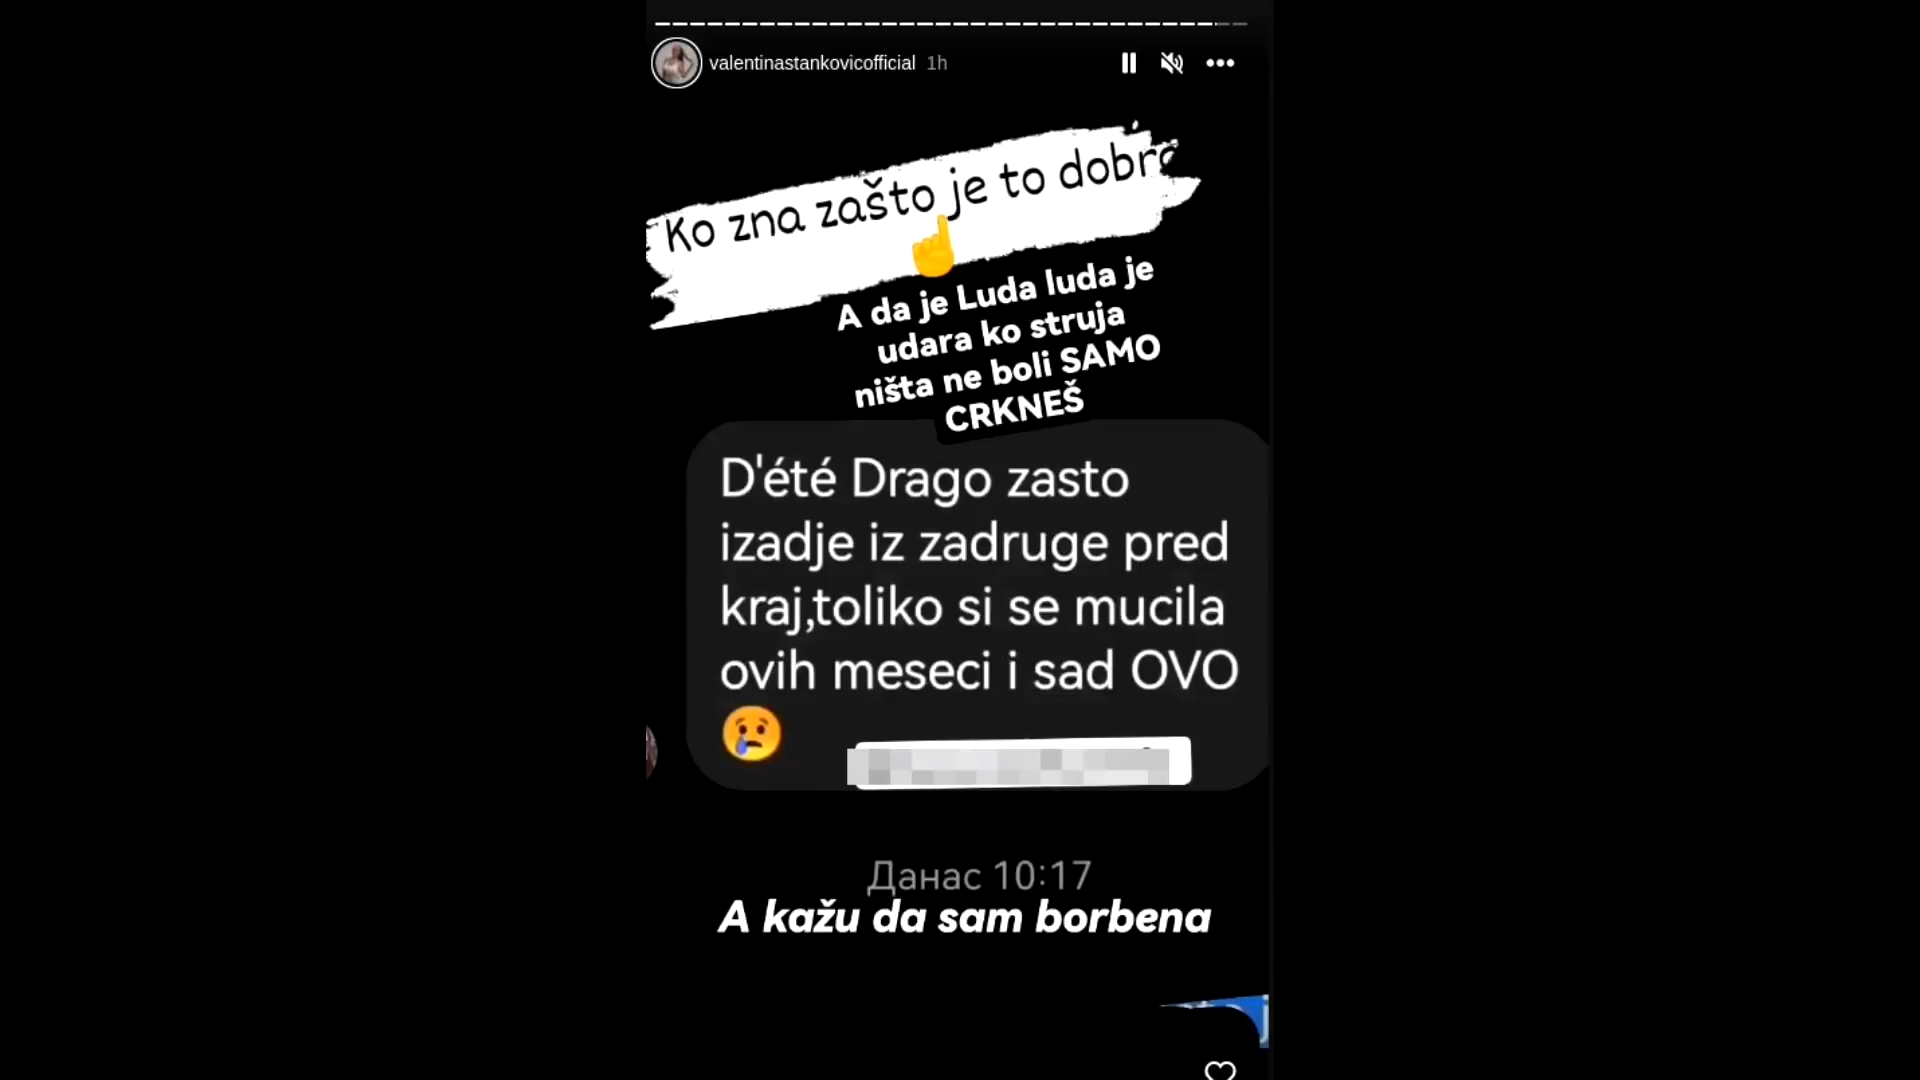 valentinastankovicofficial 1h
Ko zna zašto je to dobro
A da je Luda luda je
udara ko struja
ništa ne boli SAMO
CRKNEŠ
D'été Drago zasto
izadje iz zadruge pred
kraj,toliko si se mucila
ovih meseci i sad OVO
😢
Данас 10:17
A kažu da sam borbena